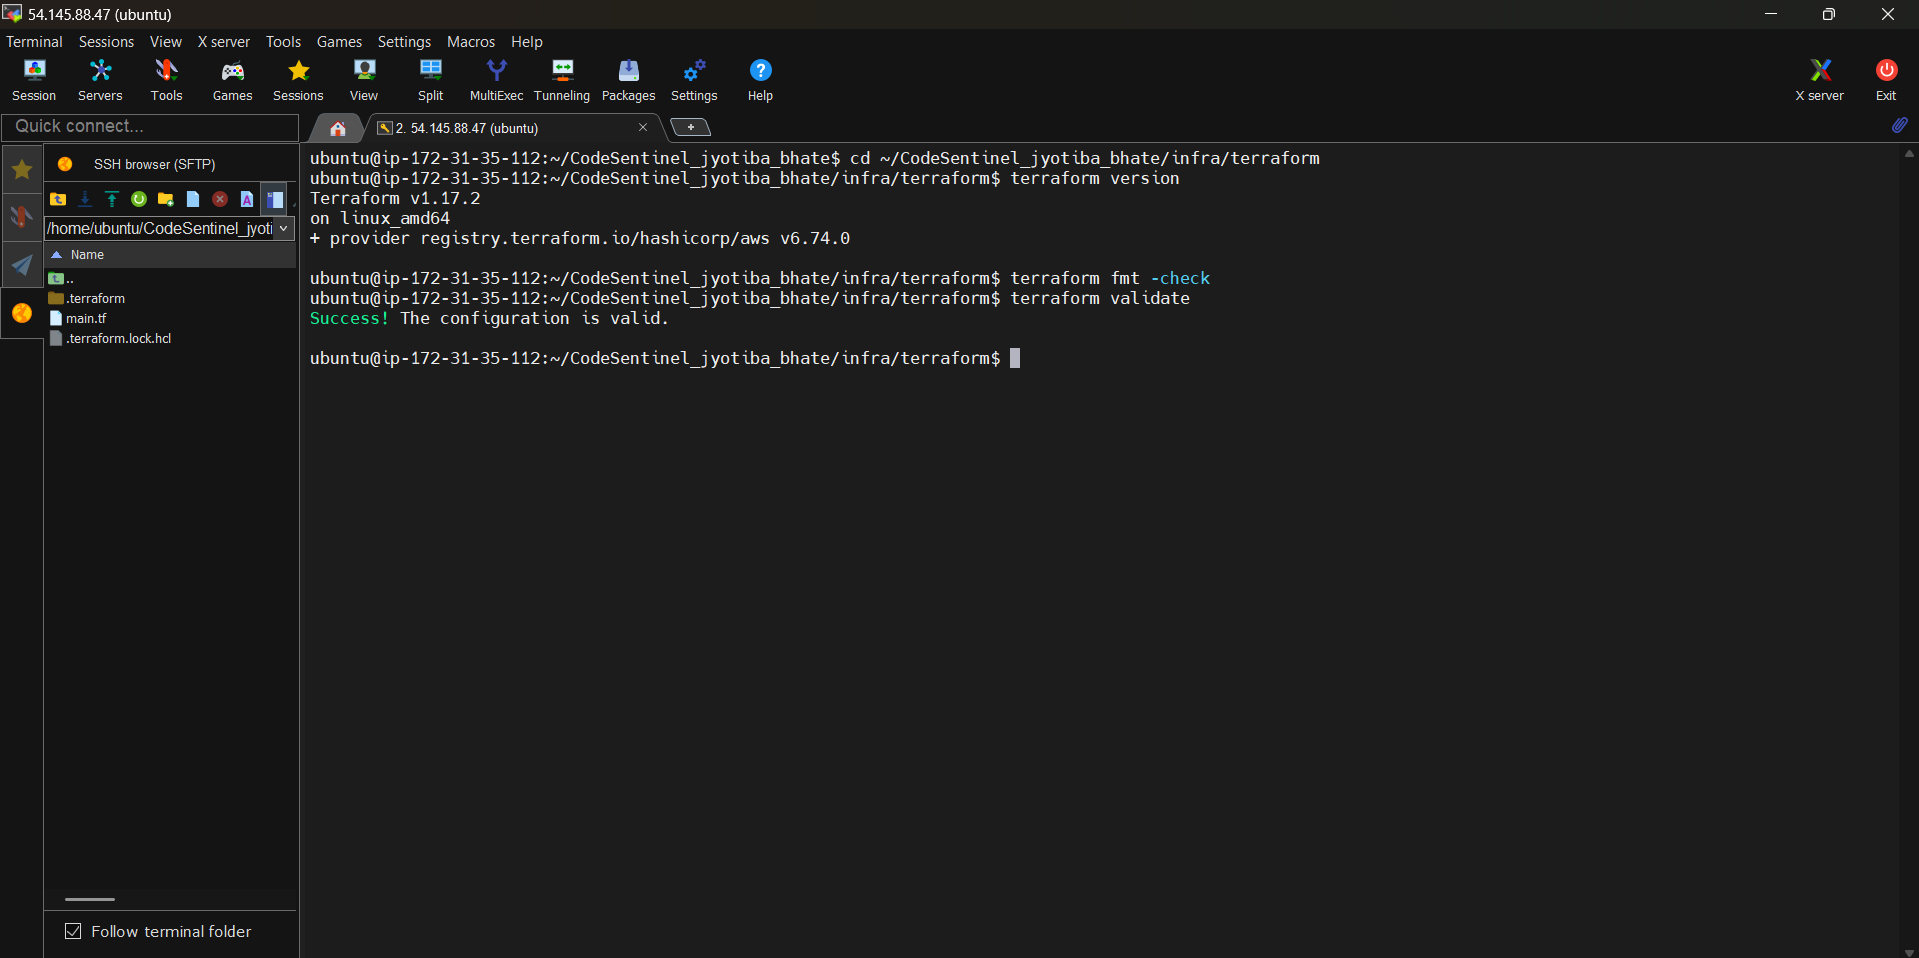 54.145.88.47 (ubuntu)
Terminal Sessions View X server Tools Games Settings Macros Help
Session Servers Tools Games Sessions View Split MultiExec Tunneling Packages Settings Help X server Exit
Quick connect...
2. 54.145.88.47 (ubuntu)
SSH browser (SFTP)
/home/ubuntu/CodeSentinel_jyoti
Name
..
.terraform
main.tf
.terraform.lock.hcl
Follow terminal folder
ubuntu@ip-172-31-35-112:~/CodeSentinel_jyotiba_bhate$ cd ~/CodeSentinel_jyotiba_bhate/infra/terraform
ubuntu@ip-172-31-35-112:~/CodeSentinel_jyotiba_bhate/infra/terraform$ terraform version
Terraform v1.17.2
on linux_amd64
+ provider registry.terraform.io/hashicorp/aws v6.74.0
ubuntu@ip-172-31-35-112:~/CodeSentinel_jyotiba_bhate/infra/terraform$ terraform fmt -check
ubuntu@ip-172-31-35-112:~/CodeSentinel_jyotiba_bhate/infra/terraform$ terraform validate
Success! The configuration is valid.
ubuntu@ip-172-31-35-112:~/CodeSentinel_jyotiba_bhate/infra/terraform$